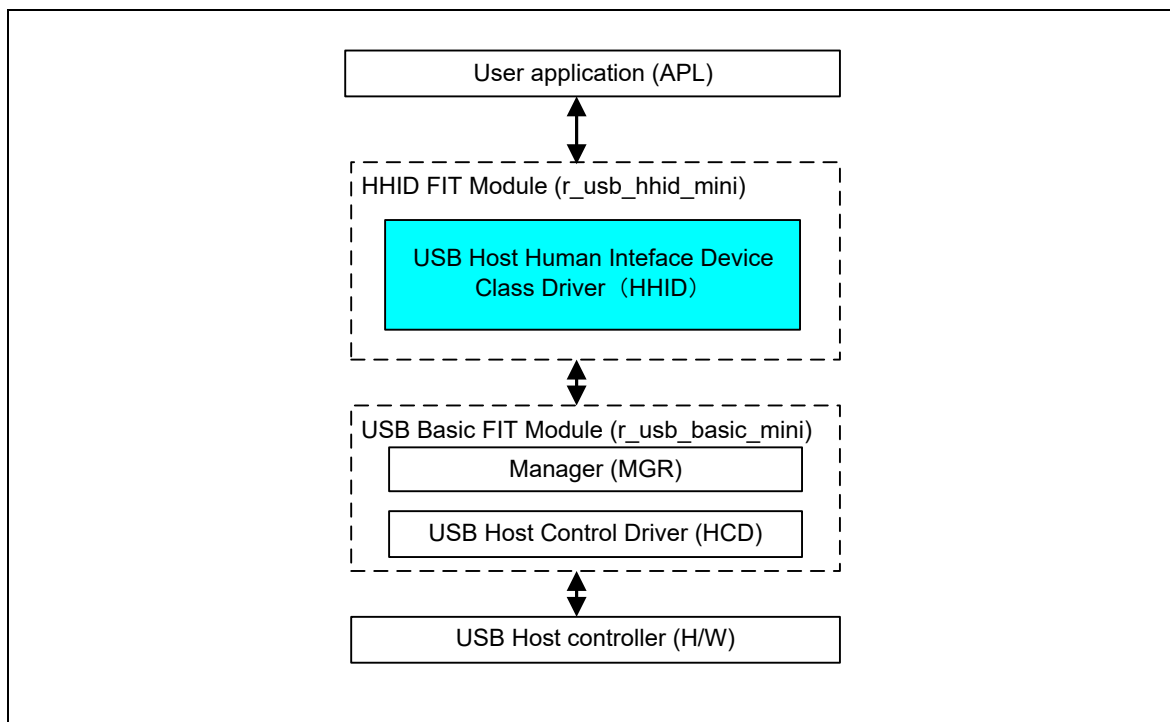 User application (APL)
HHID FIT Module (r_usb_hhid_mini)
USB Host Human Inteface Device
Class Driver（HHID）
USB Basic FIT Module (r_usb_basic_mini)
Manager (MGR)
USB Host Control Driver (HCD)
USB Host controller (H/W)